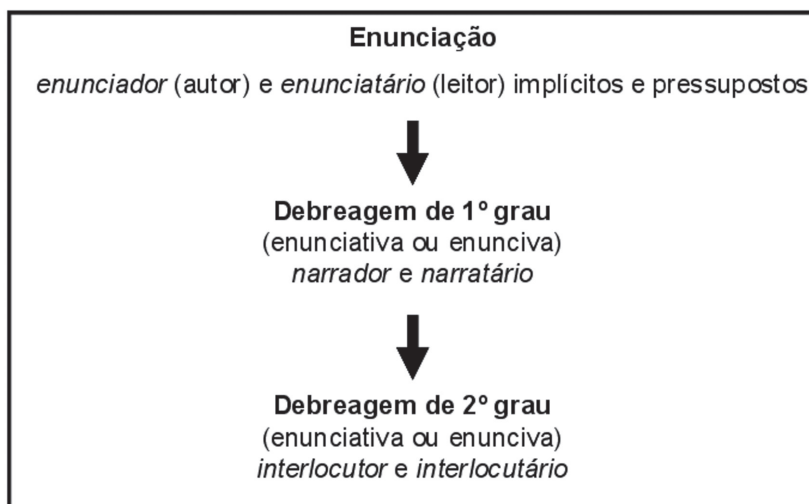 Enunciação
enunciador (autor) e enunciatário (leitor) implícitos e pressupostos
Debreagem de 1º grau
(enunciativa ou enunciva)
narrador e narratário
Debreagem de 2º grau
(enunciativa ou enunciva)
interlocutor e interlocutário